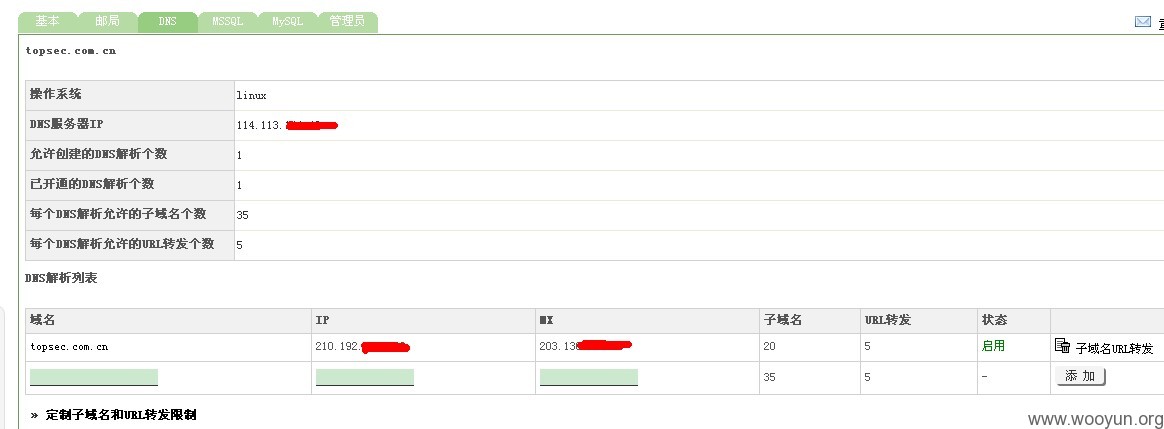 基本 邮局 DNS MSSQL MySQL 管理员
topsec.com.cn
操作系统 linux
DNS服务器IP 114.113.
允许创建的DNS解析个数 1
已开通的DNS解析个数 1
每个DNS解析允许的子域名个数 35
每个DNS解析允许的URL转发个数 5
DNS解析列表
域名 IP MX 子域名 URL转发 状态
topsec.com.cn 210.192. 203.13 20 5 启用 子域名URL转发
35 5 - 添 加
» 定制子域名和URL转发限制
www.wooyun.org